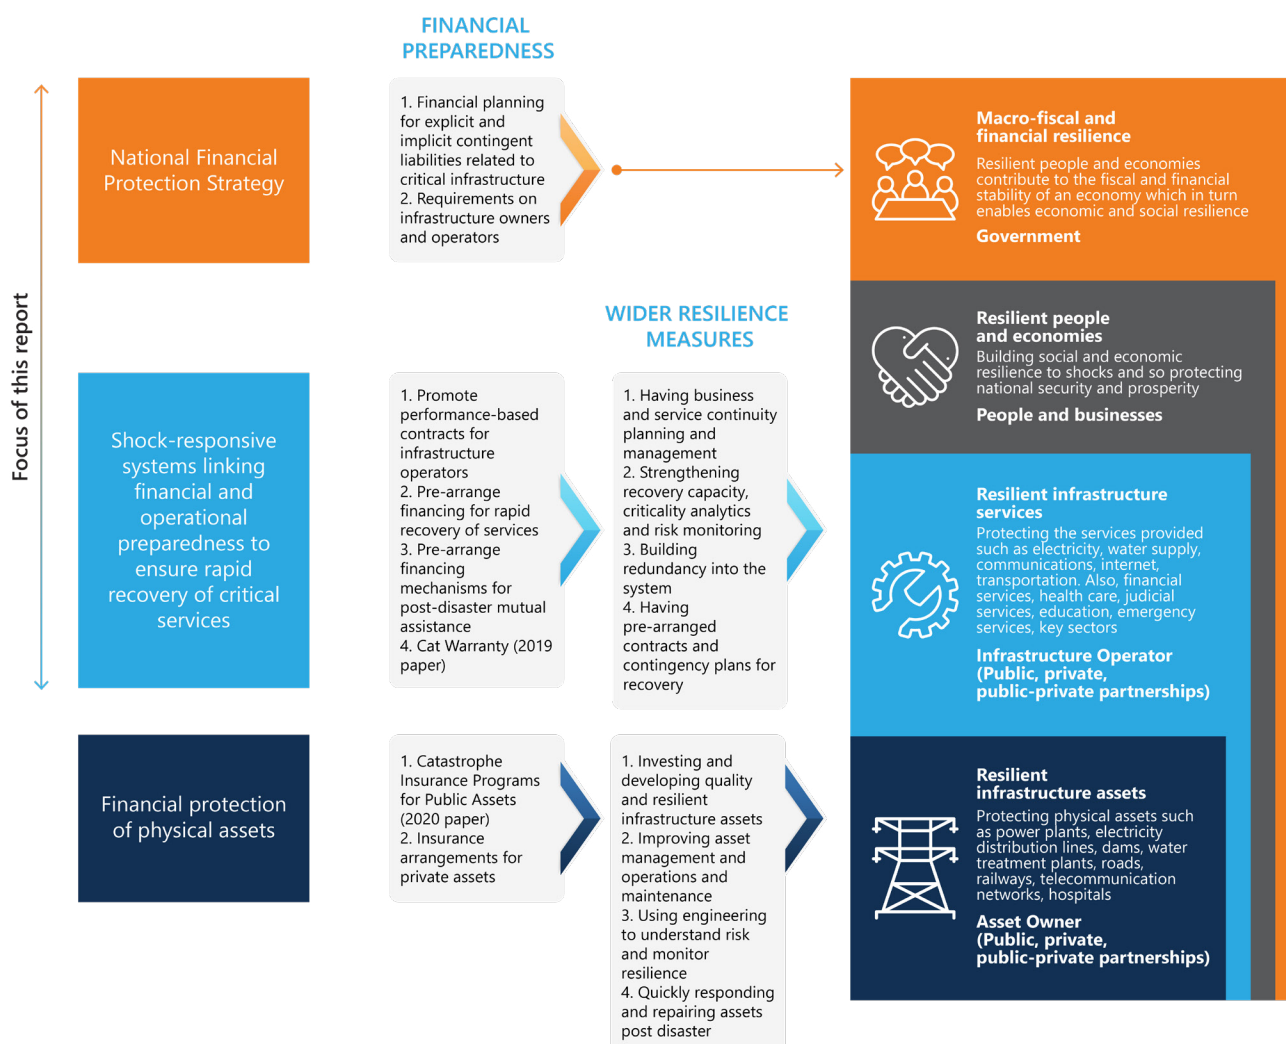 FINANCIAL
PREPAREDNESS
Focus of this report
National Financial
Protection Strategy
1. Financial planning
for explicit and
implicit contingent
liabilities related to
critical infrastructure
2. Requirements on
infrastructure owners
and operators
Macro-fiscal and
financial resilience
Resilient people and economies
contribute to the fiscal and financial
stability of an economy which in turn
enables economic and social resilience
Government
WIDER RESILIENCE
MEASURES
Resilient people
and economies
Building social and economic
resilience to shocks and so protecting
national security and prosperity
People and businesses
Shock-responsive
systems linking
financial and
operational
preparedness to
ensure rapid
recovery of critical
services
1. Promote
performance-based
contracts for
infrastructure
operators
2. Pre-arrange
financing for rapid
recovery of services
3. Pre-arrange
financing
mechanisms for
post-disaster mutual
assistance
4. Cat Warranty (2019
paper)
1. Having business
and service continuity
planning and
management
2. Strengthening
recovery capacity,
criticality analytics
and risk monitoring
3. Building
redundancy into the
system
4. Having
pre-arranged
contracts and
contingency plans for
recovery
Resilient infrastructure
services
Protecting the services provided
such as electricity, water supply,
communications, internet,
transportation. Also, financial
services, health care, judicial
services, education, emergency
services, key sectors
Infrastructure Operator
(Public, private,
public-private partnerships)
Financial protection
of physical assets
1. Catastrophe
Insurance Programs
for Public Assets
(2020 paper)
2. Insurance
arrangements for
private assets
1. Investing and
developing quality
and resilient
infrastructure assets
2. Improving asset
management and
operations and
maintenance
3. Using engineering
to understand risk
and monitor
resilience
4. Quickly responding
and repairing assets
post disaster
Resilient
infrastructure assets
Protecting physical assets such
as power plants, electricity
distribution lines, dams, water
treatment plants, roads,
railways, telecommunication
networks, hospitals
Asset Owner
(Public, private,
public-private partnerships)